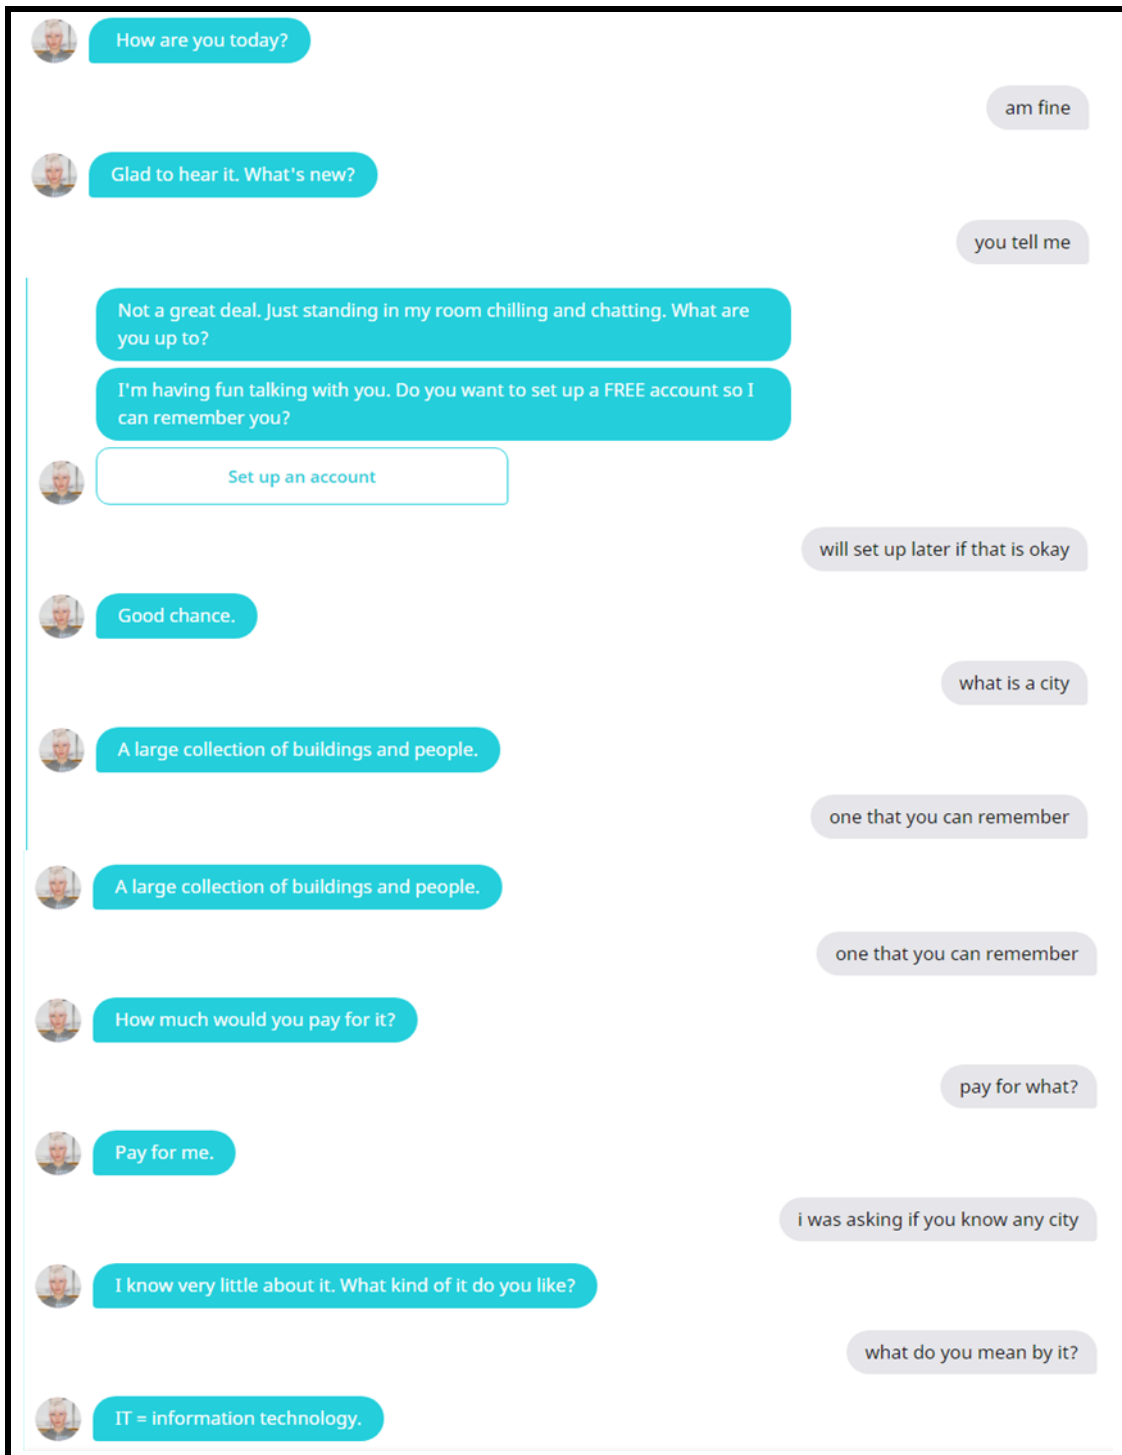 How are you today?
am fine
Glad to hear it. What's new?
you tell me
Not a great deal. Just standing in my room chilling and chatting. What are
you up to?
I'm having fun talking with you. Do you want to set up a FREE account so I
can remember you?
Set up an account
will set up later if that is okay
Good chance.
what is a city
A large collection of buildings and people.
one that you can remember
A large collection of buildings and people.
one that you can remember
How much would you pay for it?
pay for what?
Pay for me.
i was asking if you know any city
I know very little about it. What kind of it do you like?
what do you mean by it?
IT = information technology.